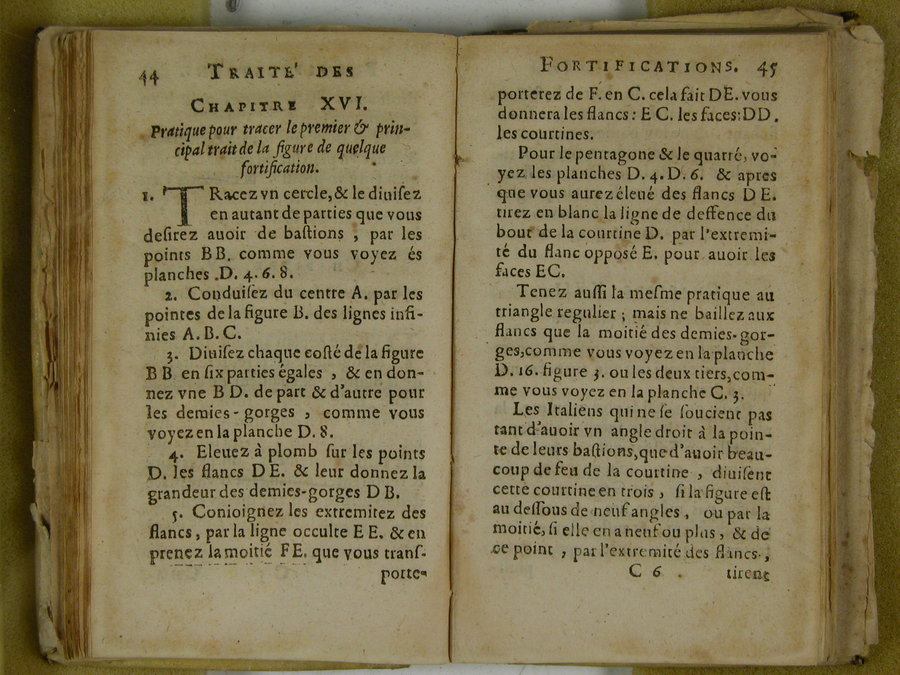 44 TRAITE' DES
CHAPITRE XVI.
Pratique pour tracer le premier & prin-
cipal trait de la figure de quelque
fortification.
1. TRacez vn cercle, & le diuiſez
en autant de parties que vous
deſirez auoir de baſtions , par les
points BB. comme vous voyez és
planches .D. 4. 6. 8.
2. Conduiſez du centre A. par les
pointes de la figure B. des lignes infi-
nies A. B. C.
3. Diuiſez chaque coſté de la figure
BB en ſix parties égales , & en don-
nez vne BD. de part & d'autre pour
les demies-gorges , comme vous
voyez en la planche D. 8.
4. Eleuez à plomb ſur les points
D. les flancs DE. & leur donnez la
grandeur des demies-gorges DB.
5. Conioignez les extremitez des
flancs, par la ligne occulte EE. & en
prenez la moitié FE. que vous tranſ-
porte-
FORTIFICATIONS. 45
porterez de F. en C. cela fait DE. vous
donnera les flancs : EC. les faces: DD.
les courtines.
Pour le pentagone & le quarré, vo-
yez les planches D. 4. D. 6. & apres
que vous aurez éleué des flancs DE.
tirez en blanc la ligne de deffence du
bout de la courtine D. par l'extremi-
té du flanc opposé E. pour auoir les
faces EC.
Tenez auſſi la meſme pratique au
triangle regulier ; mais ne baillez aux
flancs que la moitié des demies-gor-
ges, comme vous voyez en la planche
D. 16. figure 3. ou les deux tiers, com-
me vous voyez en la planche C. 3.
Les Italiẽs qui ne ſe ſoucient pas
tant d'auoir vn angle droit à la poin-
te de leurs baſtions, que d'auoir beau-
coup de feu de la courtine , diuiſent
cette courtine en trois , ſi la figure eſt
au deſſous de neuf angles , ou par la
moitié, ſi elle en a neuf ou plus , & de
ce point , par l'extremité des flancs ,
C 6 . tirent